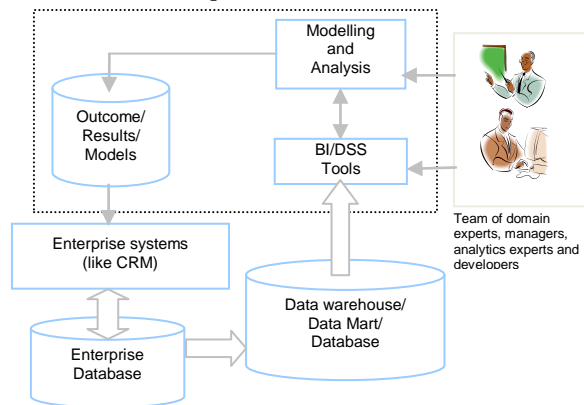 Modelling
and
Analysis
Outcome/
Results/
Models
BI/DSS
Tools
Team of domain
experts, managers,
analytics experts and
developers
Enterprise systems
(like CRM)
Data warehouse/
Data Mart/
Database
Enterprise
Database